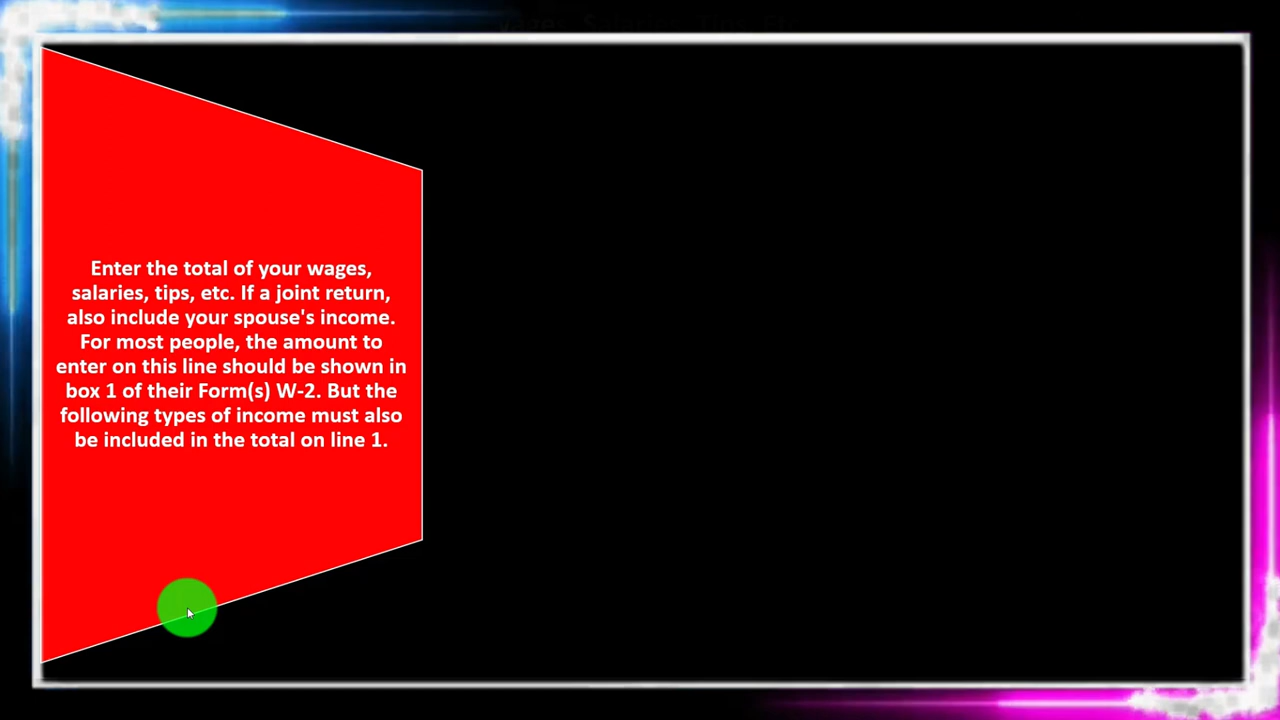 Enter the total of your wages,
salaries, tips, etc. If a joint return,
also include your spouse's income.
For most people, the amount to
enter on this line should be shown in
box 1 of their Form(s) W-2. But the
following types of income must also
be included in the total on line 1.